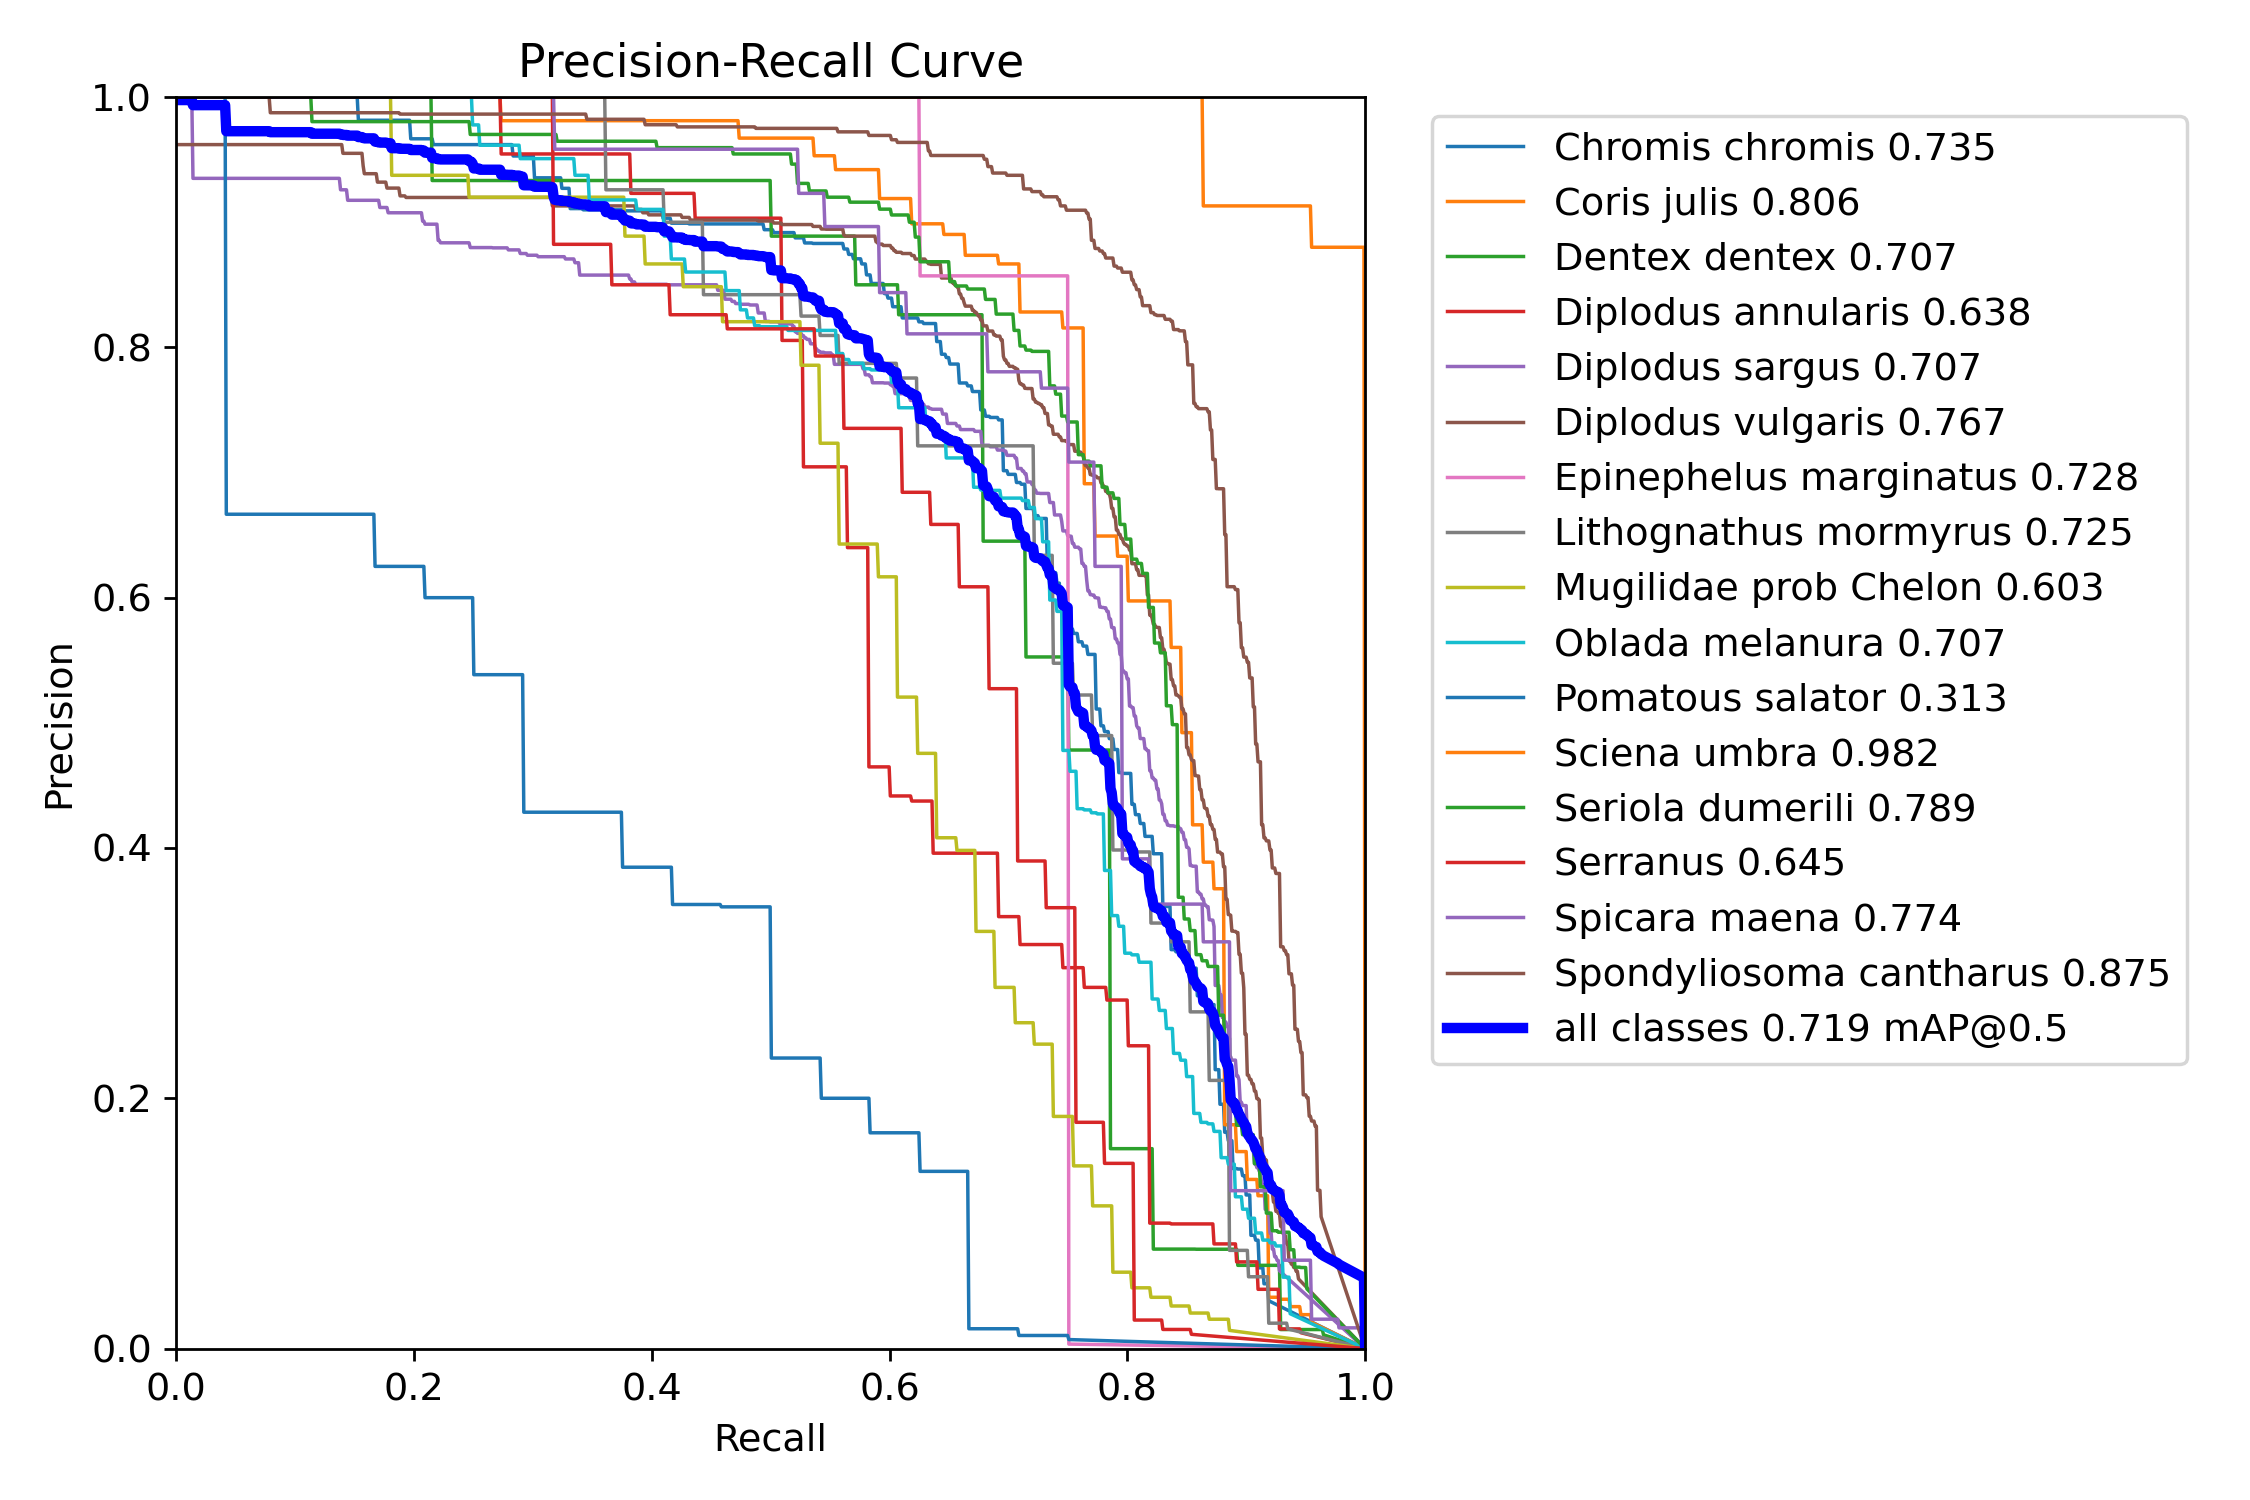 Precision-Recall Curve
1.0
0.8
0.6
0.4
0.2
0.0
Precision
0.0 0.2 0.4 0.6 0.8 1.0
Recall
Chromis chromis 0.735
Coris julis 0.806
Dentex dentex 0.707
Diplodus annularis 0.638
Diplodus sargus 0.707
Diplodus vulgaris 0.767
Epinephelus marginatus 0.728
Lithognathus mormyrus 0.725
Mugilidae prob Chelon 0.603
Oblada melanura 0.707
Pomatous salator 0.313
Sciena umbra 0.982
Seriola dumerili 0.789
Serranus 0.645
Spicara maena 0.774
Spondyliosoma cantharus 0.875
all classes 0.719 mAP@0.5